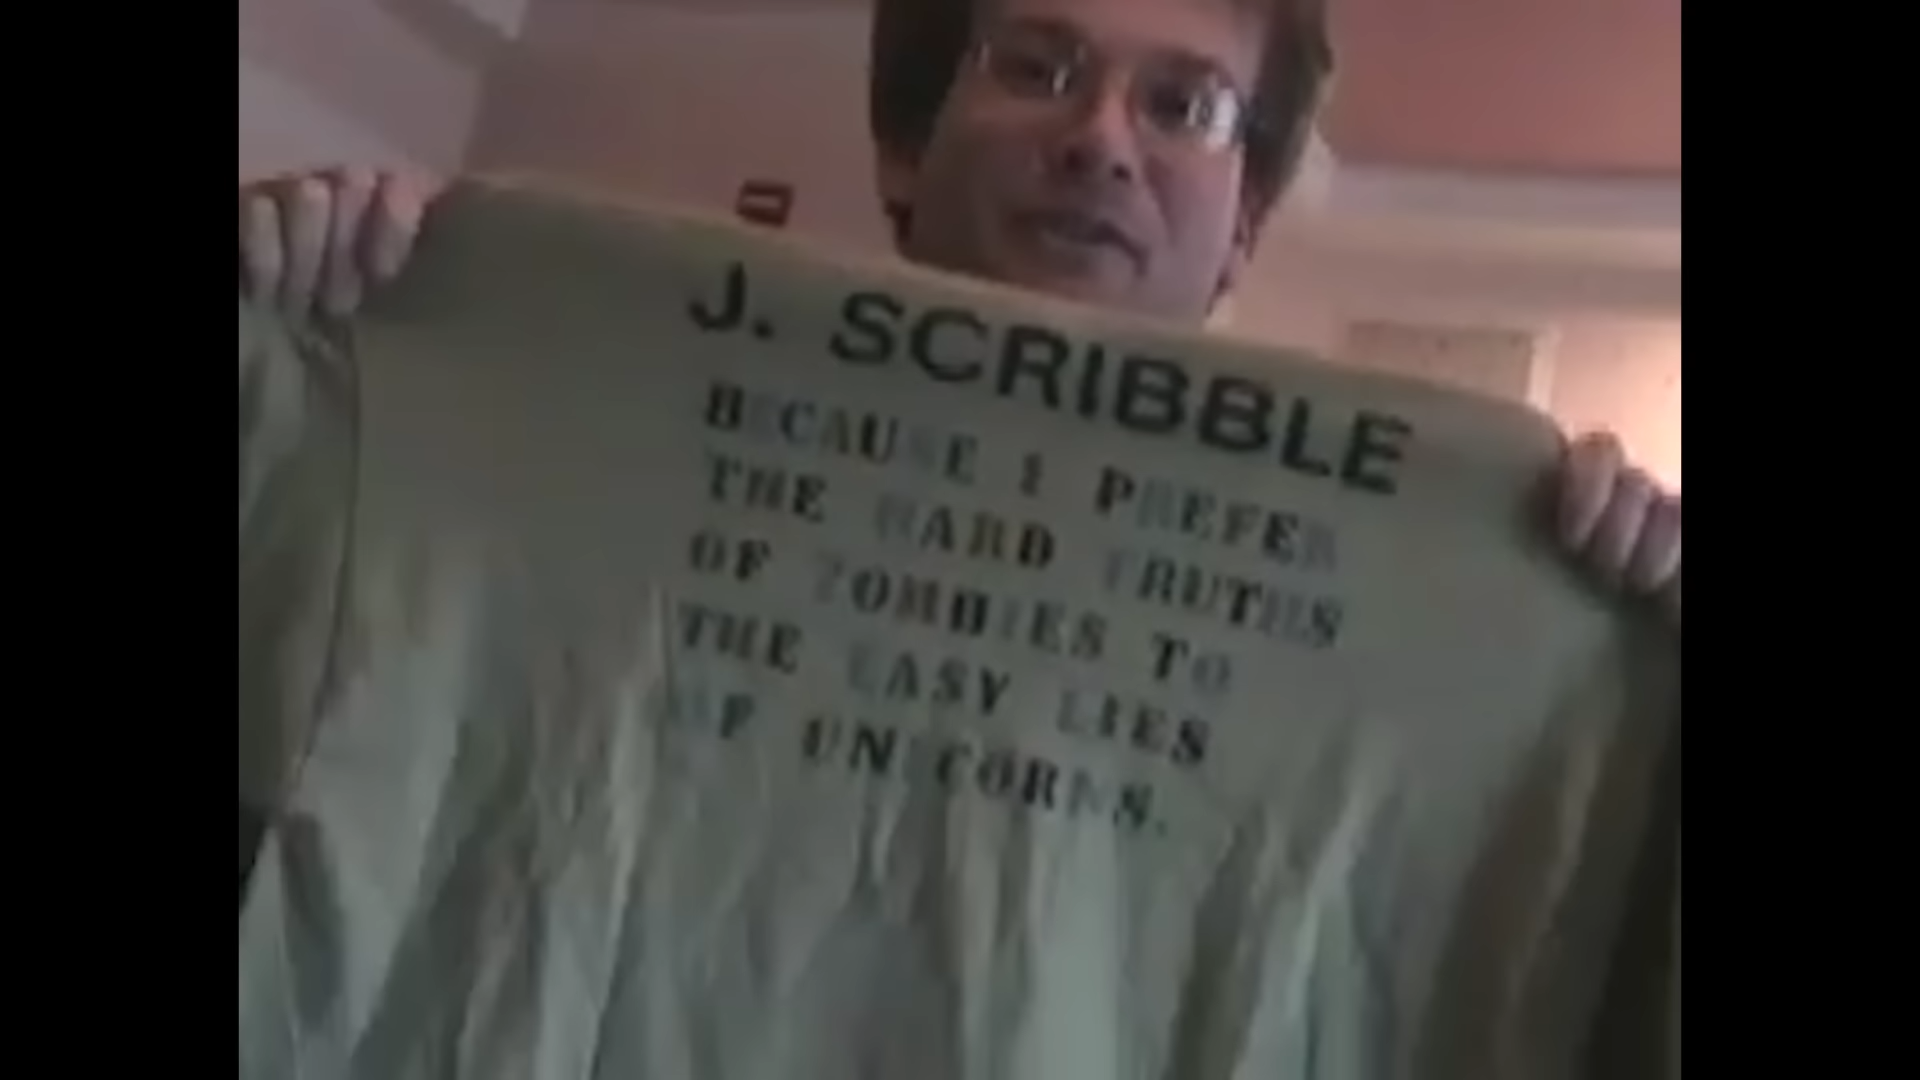 J. SCRIBBLE
BECAUSE I PREFER
THE HARD TRUTHS
OF ZOMBIES TO
THE EASY LIES
OF UNICORNS.